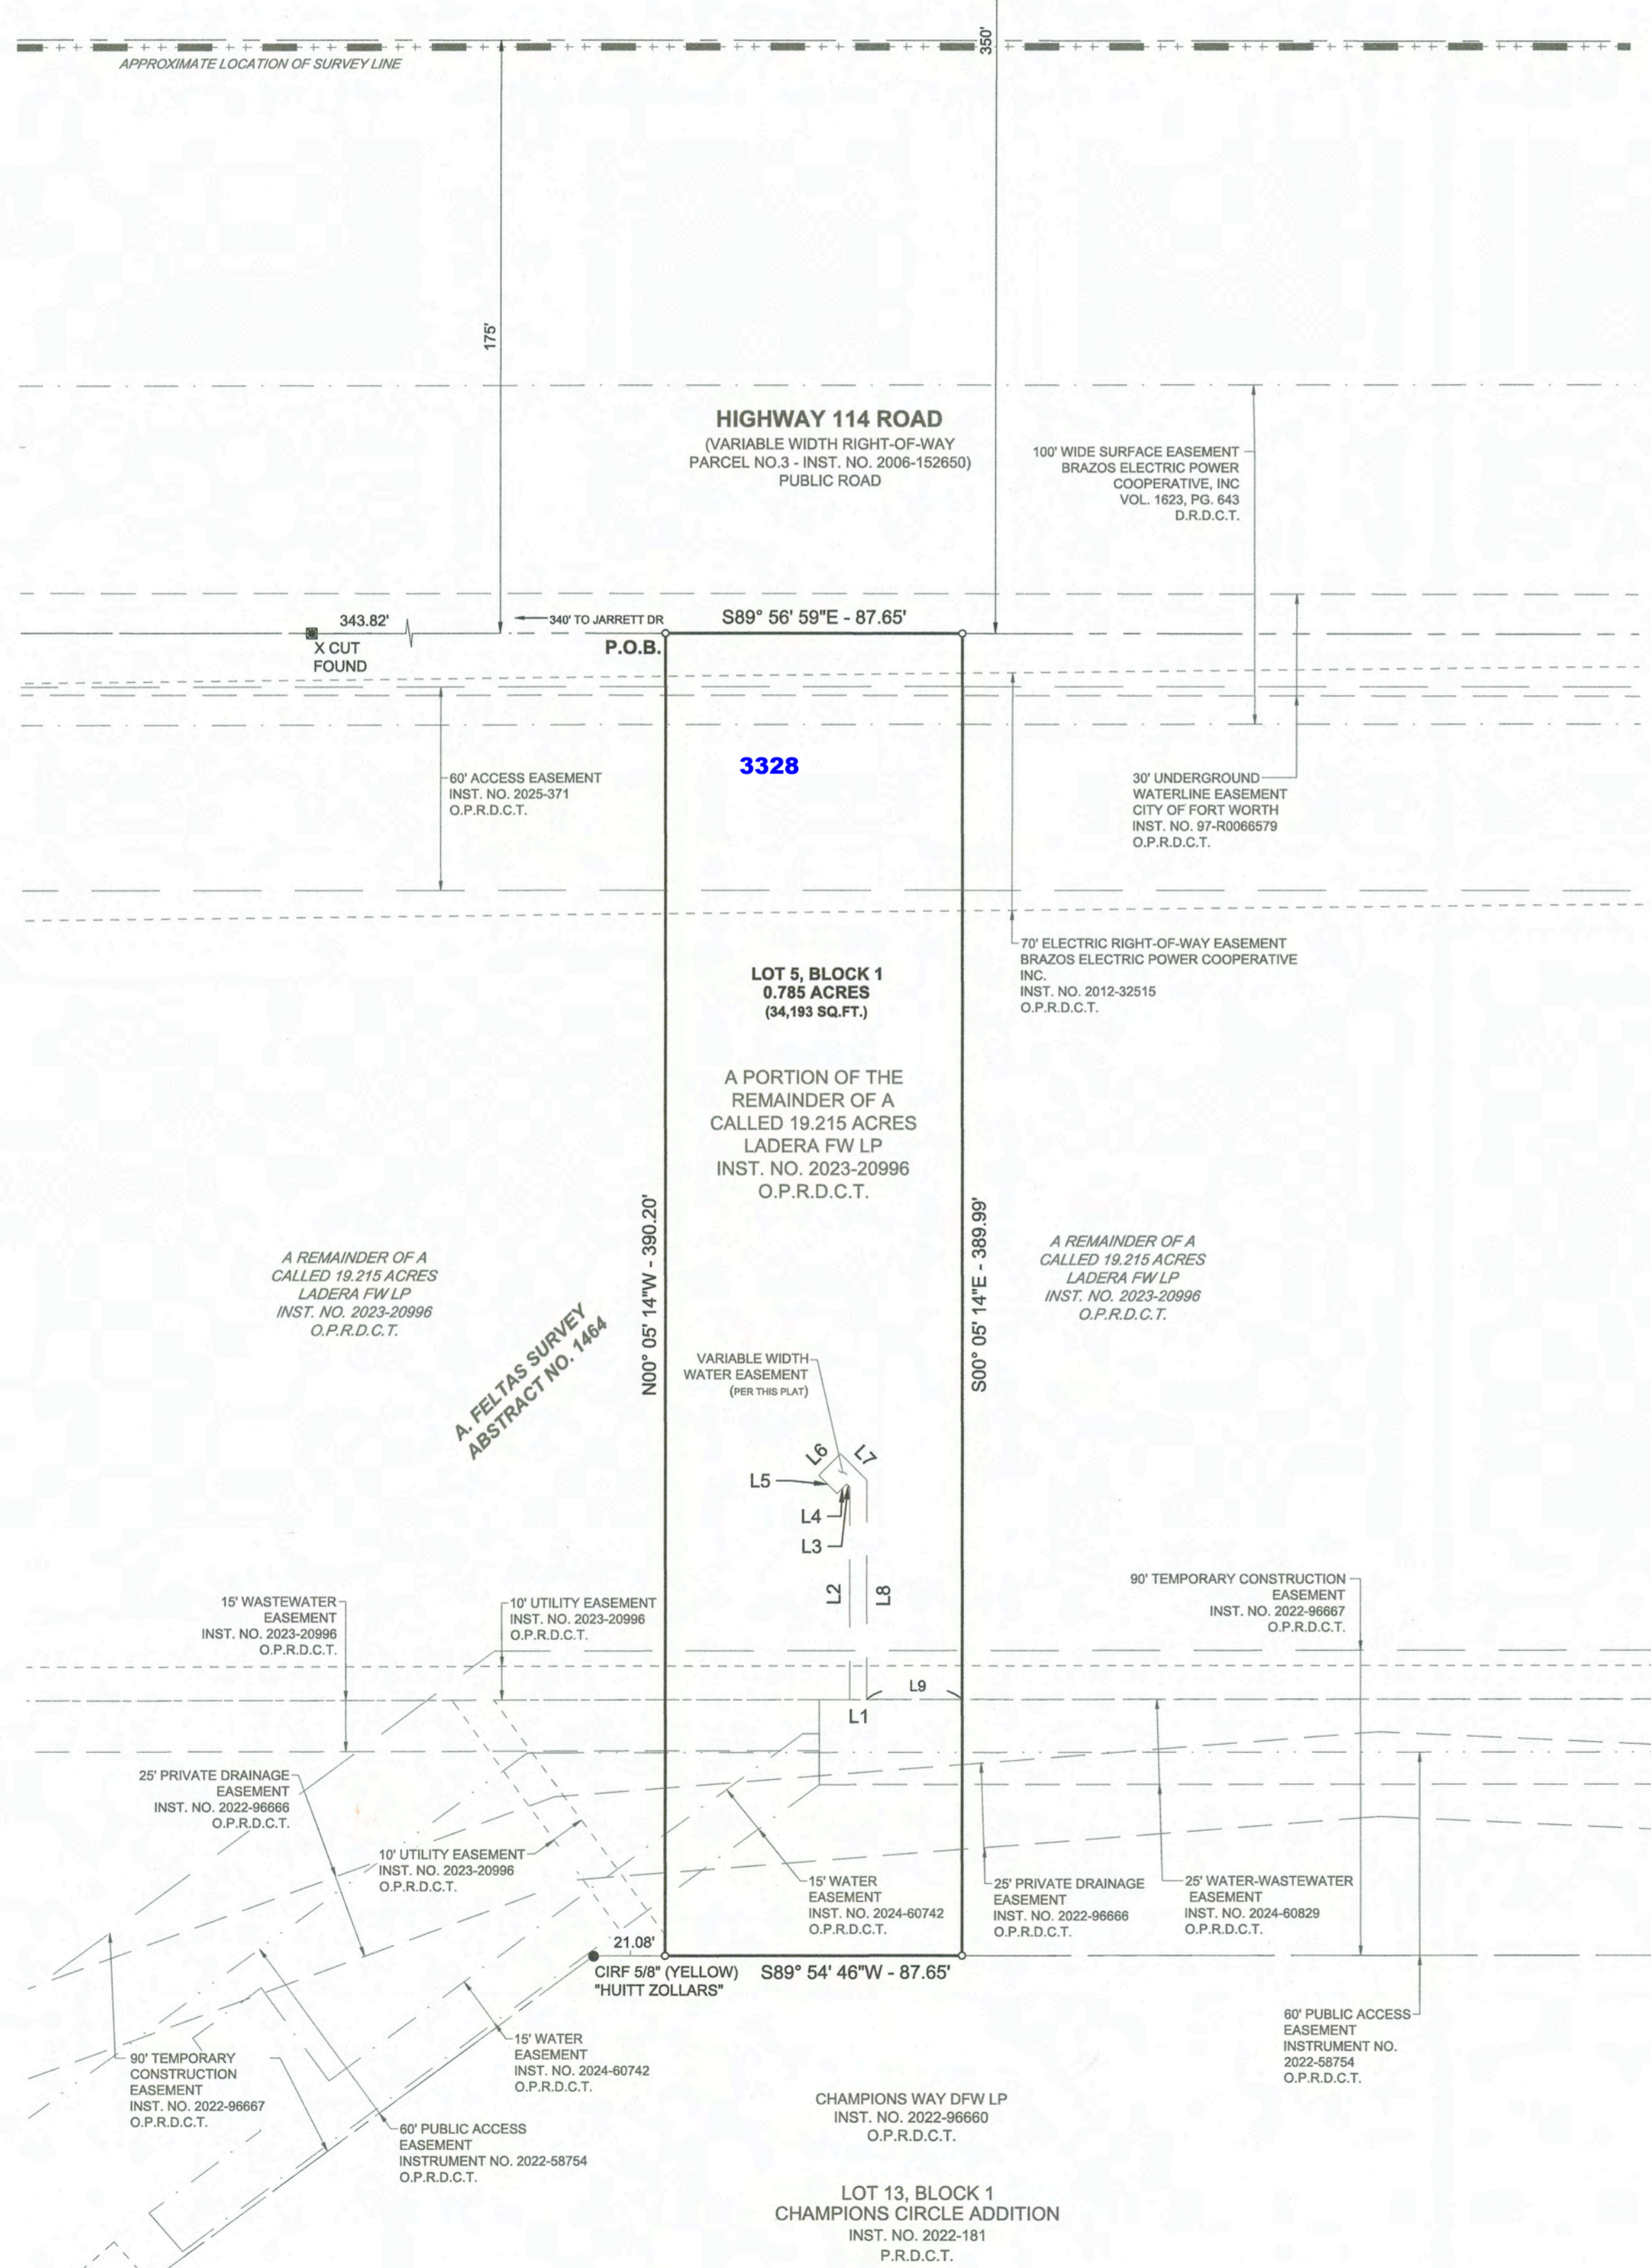 350'
APPROXIMATE LOCATION OF SURVEY LINE
175'
HIGHWAY 114 ROAD
(VARIABLE WIDTH RIGHT-OF-WAY
PARCEL NO.3 - INST. NO. 2006-152650)
PUBLIC ROAD
100' WIDE SURFACE EASEMENT
BRAZOS ELECTRIC POWER
COOPERATIVE, INC
VOL. 1623, PG. 643
D.R.D.C.T.
343.82'
340' TO JARRETT DR
S89° 56' 59"E - 87.65'
X CUT
FOUND
P.O.B.
3328
60' ACCESS EASEMENT
INST. NO. 2025-371
O.P.R.D.C.T.
30' UNDERGROUND
WATERLINE EASEMENT
CITY OF FORT WORTH
INST. NO. 97-R0066579
O.P.R.D.C.T.
70' ELECTRIC RIGHT-OF-WAY EASEMENT
BRAZOS ELECTRIC POWER COOPERATIVE
INC.
INST. NO. 2012-32515
O.P.R.D.C.T.
LOT 5, BLOCK 1
0.785 ACRES
(34,193 SQ.FT.)
A PORTION OF THE
REMAINDER OF A
CALLED 19.215 ACRES
LADERA FW LP
INST. NO. 2023-20996
O.P.R.D.C.T.
N00° 05' 14"W - 390.20'
S00° 05' 14"E - 389.99'
A REMAINDER OF A
CALLED 19.215 ACRES
LADERA FW LP
INST. NO. 2023-20996
O.P.R.D.C.T.
A REMAINDER OF A
CALLED 19.215 ACRES
LADERA FW LP
INST. NO. 2023-20996
O.P.R.D.C.T.
A. FELTAS SURVEY
ABSTRACT NO. 1464
VARIABLE WIDTH
WATER EASEMENT
(PER THIS PLAT)
L6
L7
L5
L4
L3
L2
L8
15' WASTEWATER
EASEMENT
INST. NO. 2023-20996
O.P.R.D.C.T.
10' UTILITY EASEMENT
INST. NO. 2023-20996
O.P.R.D.C.T.
90' TEMPORARY CONSTRUCTION
EASEMENT
INST. NO. 2022-96667
O.P.R.D.C.T.
L9
L1
25' PRIVATE DRAINAGE
EASEMENT
INST. NO. 2022-96666
O.P.R.D.C.T.
10' UTILITY EASEMENT
INST. NO. 2023-20996
O.P.R.D.C.T.
15' WATER
EASEMENT
INST. NO. 2024-60742
O.P.R.D.C.T.
25' PRIVATE DRAINAGE
EASEMENT
INST. NO. 2022-96666
O.P.R.D.C.T.
25' WATER-WASTEWATER
EASEMENT
INST. NO. 2024-60829
O.P.R.D.C.T.
21.08'
CIRF 5/8" (YELLOW)
"HUITT ZOLLARS"
S89° 54' 46"W - 87.65'
60' PUBLIC ACCESS
EASEMENT
INSTRUMENT NO.
2022-58754
O.P.R.D.C.T.
15' WATER
EASEMENT
INST. NO. 2024-60742
O.P.R.D.C.T.
90' TEMPORARY
CONSTRUCTION
EASEMENT
INST. NO. 2022-96667
O.P.R.D.C.T.
60' PUBLIC ACCESS
EASEMENT
INSTRUMENT NO. 2022-58754
O.P.R.D.C.T.
CHAMPIONS WAY DFW LP
INST. NO. 2022-96660
O.P.R.D.C.T.
LOT 13, BLOCK 1
CHAMPIONS CIRCLE ADDITION
INST. NO. 2022-181
P.R.D.C.T.